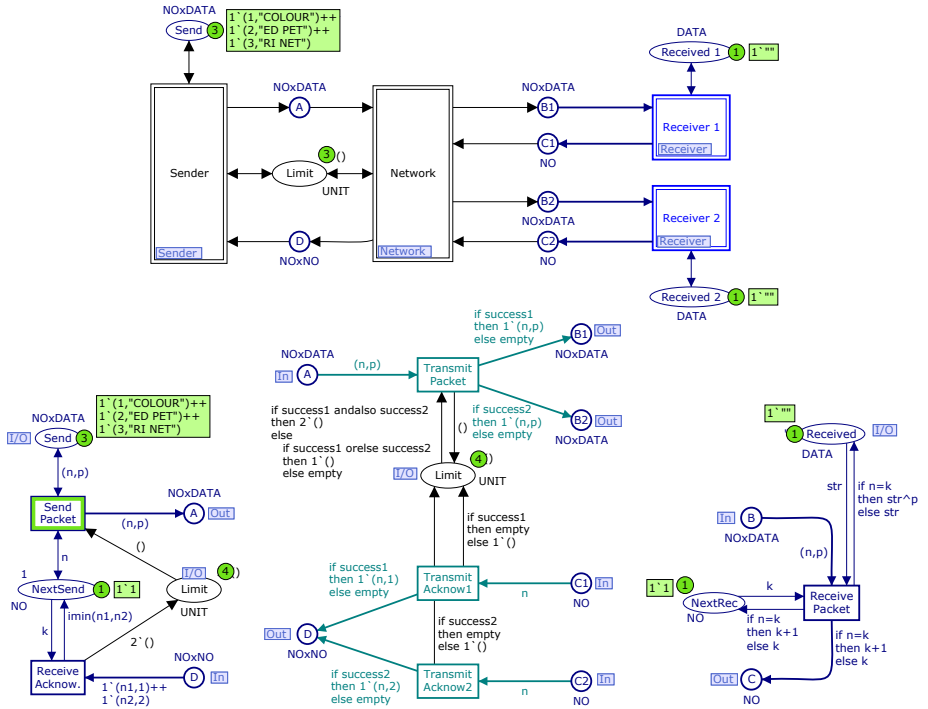 NOxDATA
Send
3
1`(1,"COLOUR")++
1`(2,"ED PET")++
1`(3,"RI NET")
DATA
Received 1
1
1`""
Sender
Sender
NOxDATA
A
3
()
Limit
UNIT
D
NOxNO
Network
Network
NOxDATA
B1
C1
NO
B2
NOxDATA
C2
NO
Receiver 1
Receiver
Receiver 2
Receiver
Received 2
1
1`""
DATA
1`(1,"COLOUR")++
1`(2,"ED PET")++
1`(3,"RI NET")
NOxDATA
I/O
Send
3
(n,p)
Send
Packet
(n,p)
NOxDATA
A
Out
n
()
1
NextSend
1
1`1
NO
I/O
4
()
Limit
UNIT
k
imin(n1,n2)
2`()
Receive
Acknow.
1`(n1,1)++
1`(n2,2)
NOxNO
D
In
NOxDATA
In
A
(n,p)
Transmit
Packet
if success1
then 1`(n,p)
else empty
B1
Out
NOxDATA
if success2
then 1`(n,p)
else empty
B2
Out
NOxDATA
if success1 andalso success2
then 2`()
else
if success1 orelse success2
then 1`()
else empty
()
I/O
Limit
4
()
UNIT
if success1
then empty
else 1`()
if success1
then 1`(n,1)
else empty
Transmit
Acknow1
n
C1
In
NO
Out
D
NOxNO
if success2
then empty
else 1`()
if success2
then 1`(n,2)
else empty
Transmit
Acknow2
n
C2
In
NO
1`""
1
Received
I/O
DATA
str
if n=k
then str^p
else str
In
B
NOxDATA
(n,p)
1`1
1
NextRec
NO
k
if n=k
then k+1
else k
Receive
Packet
if n=k
then k+1
else k
Out
C
NO